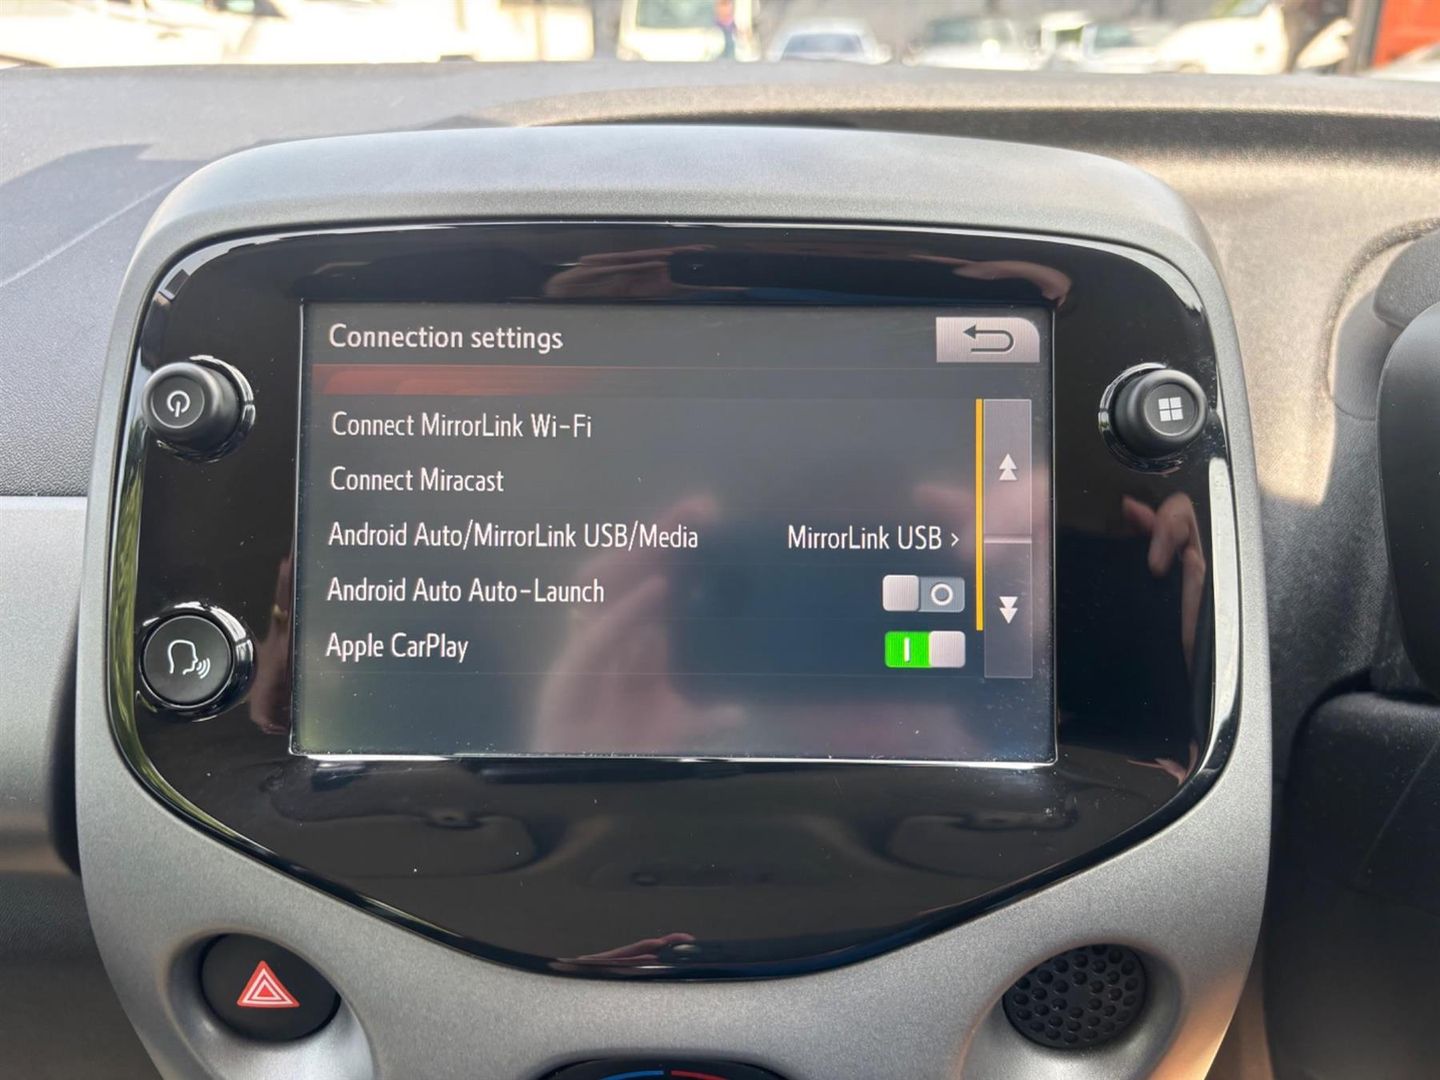 Connection settings
Connect MirrorLink Wi-Fi
Connect Miracast
Android Auto/MirrorLink USB/Media MirrorLink USB >
Android Auto Auto-Launch
Apple CarPlay